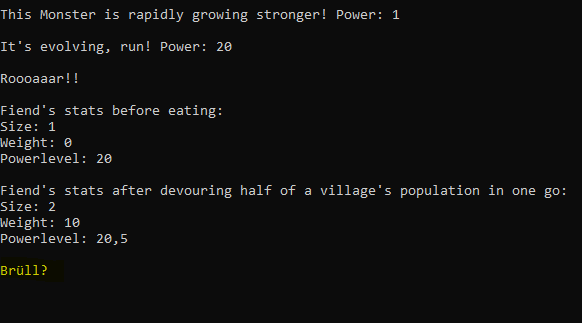 This Monster is rapidly growing stronger! Power: 1
It's evolving, run! Power: 20
Roooaaar!!
Fiend's stats before eating:
Size: 1
Weight: 0
Powerlevel: 20
Fiend's stats after devouring half of a village's population in one go:
Size: 2
Weight: 10
Powerlevel: 20,5
Brüll?